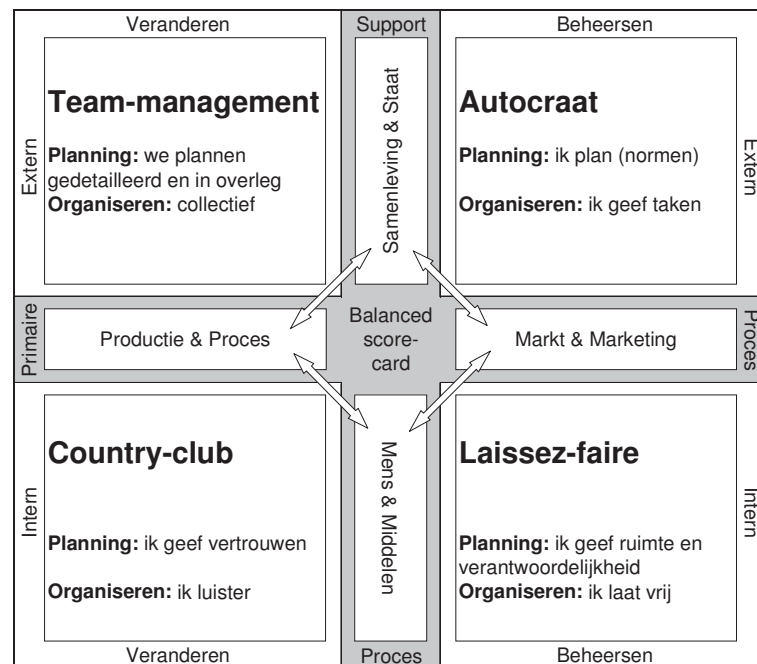 Veranderen
Support
Beheersen
Extern
Team-management
Planning: we plannen
gedetailleerd en in overleg
Organiseren: collectief
Samenleving & Staat
Autocraat
Planning: ik plan (normen)
Organiseren: ik geef taken
Extern
Primaire
Productie & Proces
Balanced
score-
card
Markt & Marketing
Proces
Intern
Country-club
Planning: ik geef vertrouwen
Organiseren: ik luister
Mens & Middelen
Laissez-faire
Planning: ik geef ruimte en
verantwoordelijkheid
Organiseren: ik laat vrij
Intern
Veranderen
Proces
Beheersen